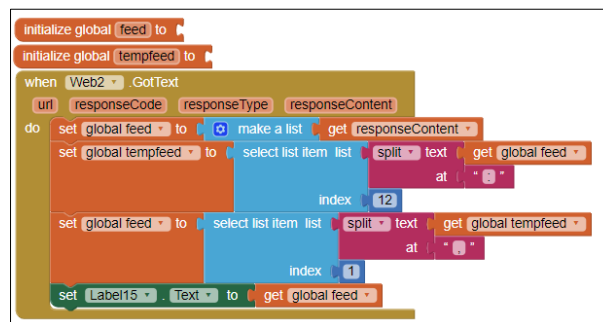 initialize global feed to
initialize global tempfeed to
when Web2 .GotText
url responseCode responseType responseContent
do set global feed to make a list get responseContent
set global tempfeed to select list item list split text get global feed
at " : "
index 12
set global feed to select list item list split text get global tempfeed
at " , "
index 1
set Label15 . Text to get global feed